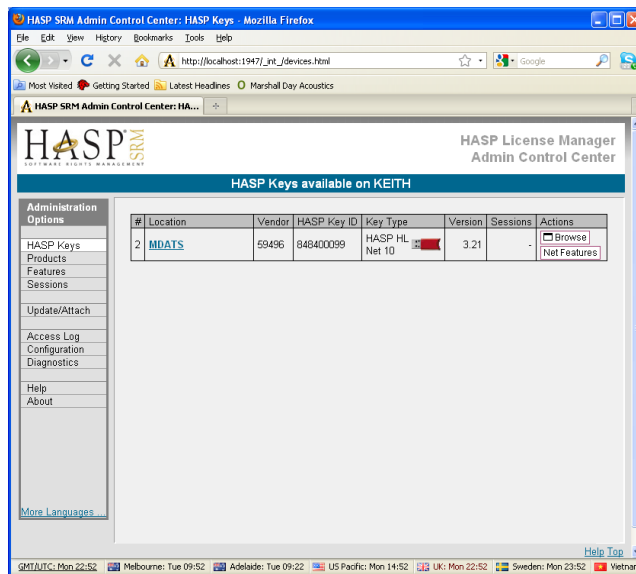 HASP SRM Admin Control Center: HASP Keys - Mozilla Firefox
File Edit View History Bookmarks Tools Help
http://localhost:1947/_int_/devices.html
Google
Most Visited Getting Started Latest Headlines Marshall Day Acoustics
HASP SRM Admin Control Center: HA...
HASP SRM
SOFTWARE RIGHTS MANAGEMENT
HASP License Manager
Admin Control Center
HASP Keys available on KEITH
Administration
Options
HASP Keys
Products
Features
Sessions
Update/Attach
Access Log
Configuration
Diagnostics
Help
About
More Languages ...
# Location Vendor HASP Key ID Key Type Version Sessions Actions
2 MDATS 59496 848400099 HASP HL Net 10 3.21 - Browse
Net Features
Help Top
GMT/UTC: Mon 22:52 Melbourne: Tue 09:52 Adelaide: Tue 09:22 US Pacific: Mon 14:52 UK: Mon 22:52 Sweden: Mon 23:52 Vietnar